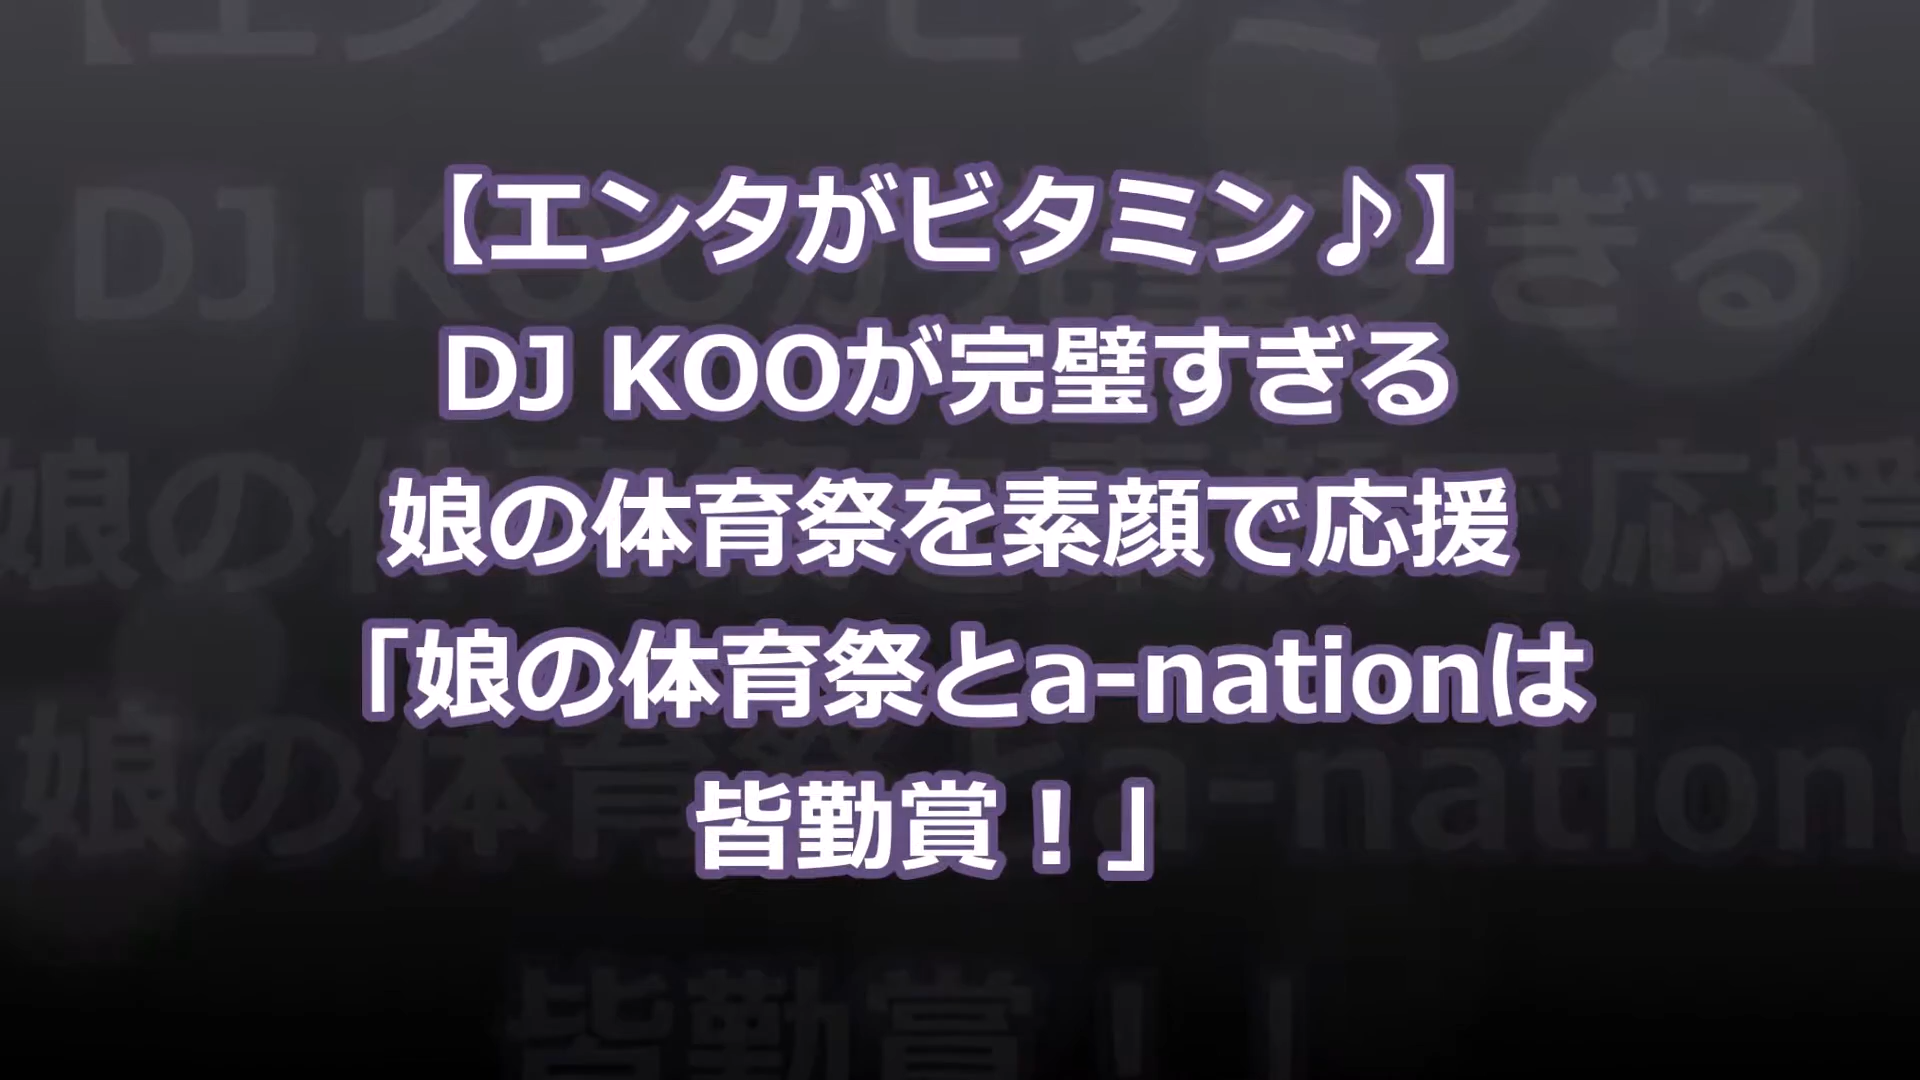 【エンタがビタミン♪】
DJ KOOが完璧すぎる
娘の体育祭を素顔で応援
「娘の体育祭とa-nationは
皆勤賞！」